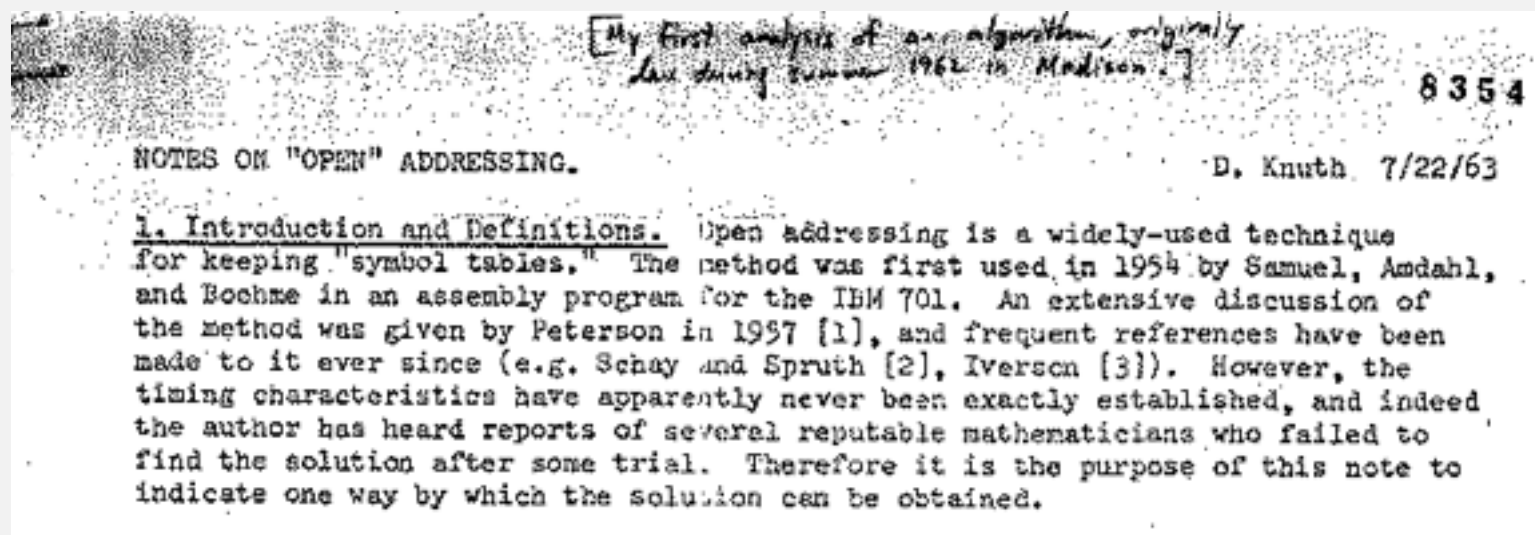 [My first analysis of an algorithm, originally
done during summer 1962 in Madison.]
8354
NOTES ON "OPEN" ADDRESSING.
D. Knuth 7/22/63
1. Introduction and Definitions. Open addressing is a widely-used technique
for keeping "symbol tables." The method was first used in 1954 by Samuel, Amdahl,
and Boehme in an assembly program for the IBM 701. An extensive discussion of
the method was given by Peterson in 1957 [1], and frequent references have been
made to it ever since (e.g. Schay and Spruth [2], Iverson [3]). However, the
timing characteristics have apparently never been exactly established, and indeed
the author has heard reports of several reputable mathematicians who failed to
find the solution after some trial. Therefore it is the purpose of this note to
indicate one way by which the solution can be obtained.